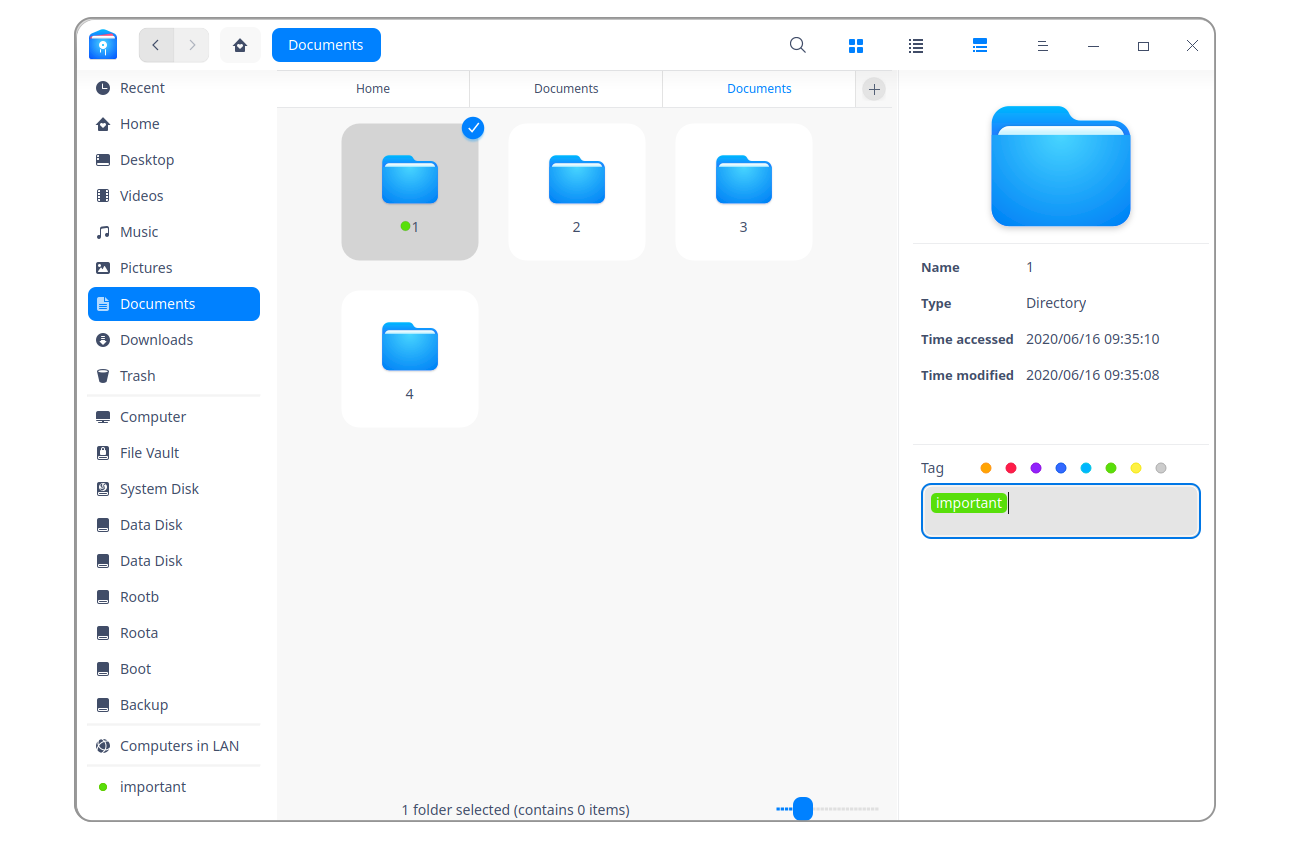 Documents
Recent
Home
Desktop
Videos
Music
Pictures
Documents
Downloads
Trash
Computer
File Vault
System Disk
Data Disk
Data Disk
Rootb
Roota
Boot
Backup
Computers in LAN
important
Home Documents Documents
1 2 3
4
1 folder selected (contains 0 items)
Name 1
Type Directory
Time accessed 2020/06/16 09:35:10
Time modified 2020/06/16 09:35:08
Tag
important